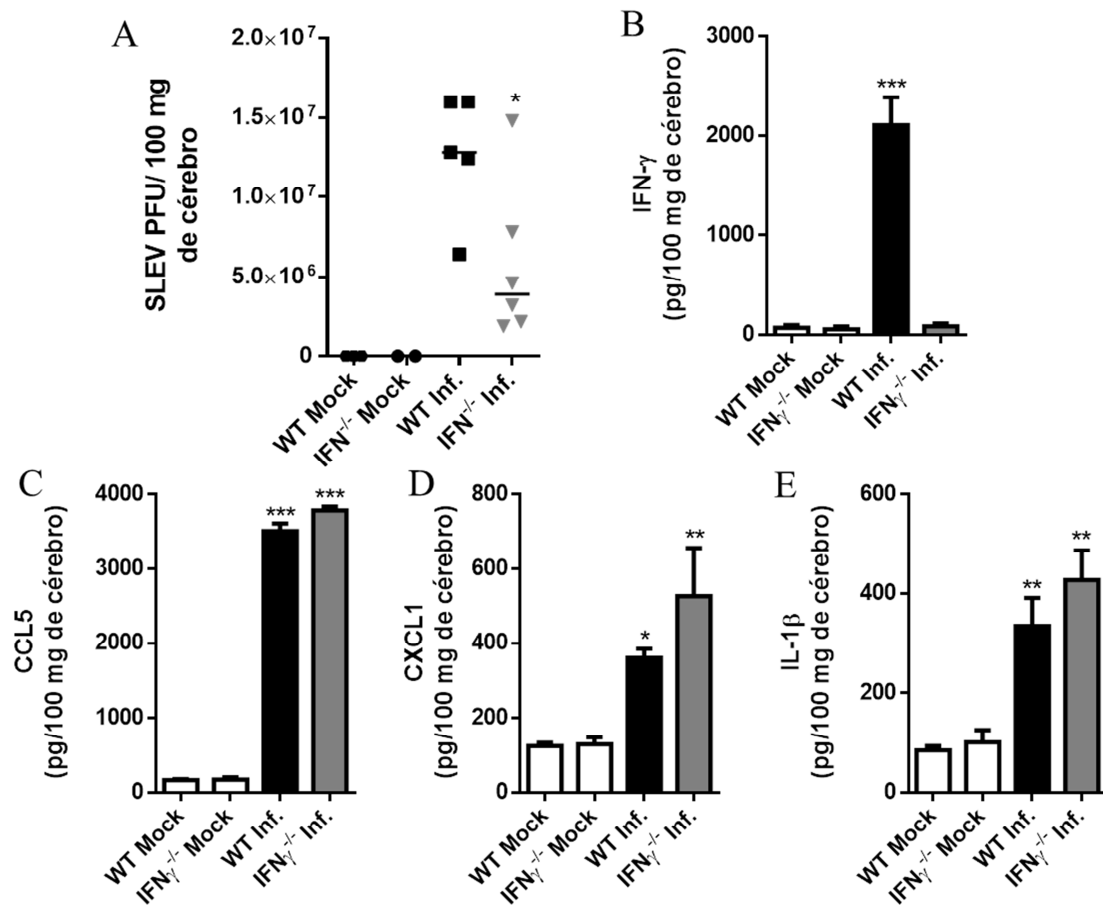 A
SLEV PFU/ 100 mg
de cérebro
2.0×10⁷
1.5×10⁷
1.0×10⁷
5.0×10⁶
0
*
WT Mock
IFN⁻/⁻ Mock
WT Inf.
IFN⁻/⁻ Inf.
B
IFN-γ
(pg/100 mg de cérebro)
3000
2000
1000
0
***
WT Mock
IFNγ⁻/⁻ Mock
WT Inf.
IFNγ⁻/⁻ Inf.
C
CCL5
(pg/100 mg de cérebro)
4000
3000
2000
1000
0
***
***
WT Mock
IFNγ⁻/⁻ Mock
WT Inf.
IFNγ⁻/⁻ Inf.
D
CXCL1
(pg/100 mg de cérebro)
800
600
400
200
0
*
**
WT Mock
IFNγ⁻/⁻ Mock
WT Inf.
IFNγ⁻/⁻ Inf.
E
IL-1β
(pg/100 mg de cérebro)
600
400
200
0
**
**
WT Mock
IFNγ⁻/⁻ Mock
WT Inf.
IFNγ⁻/⁻ Inf.